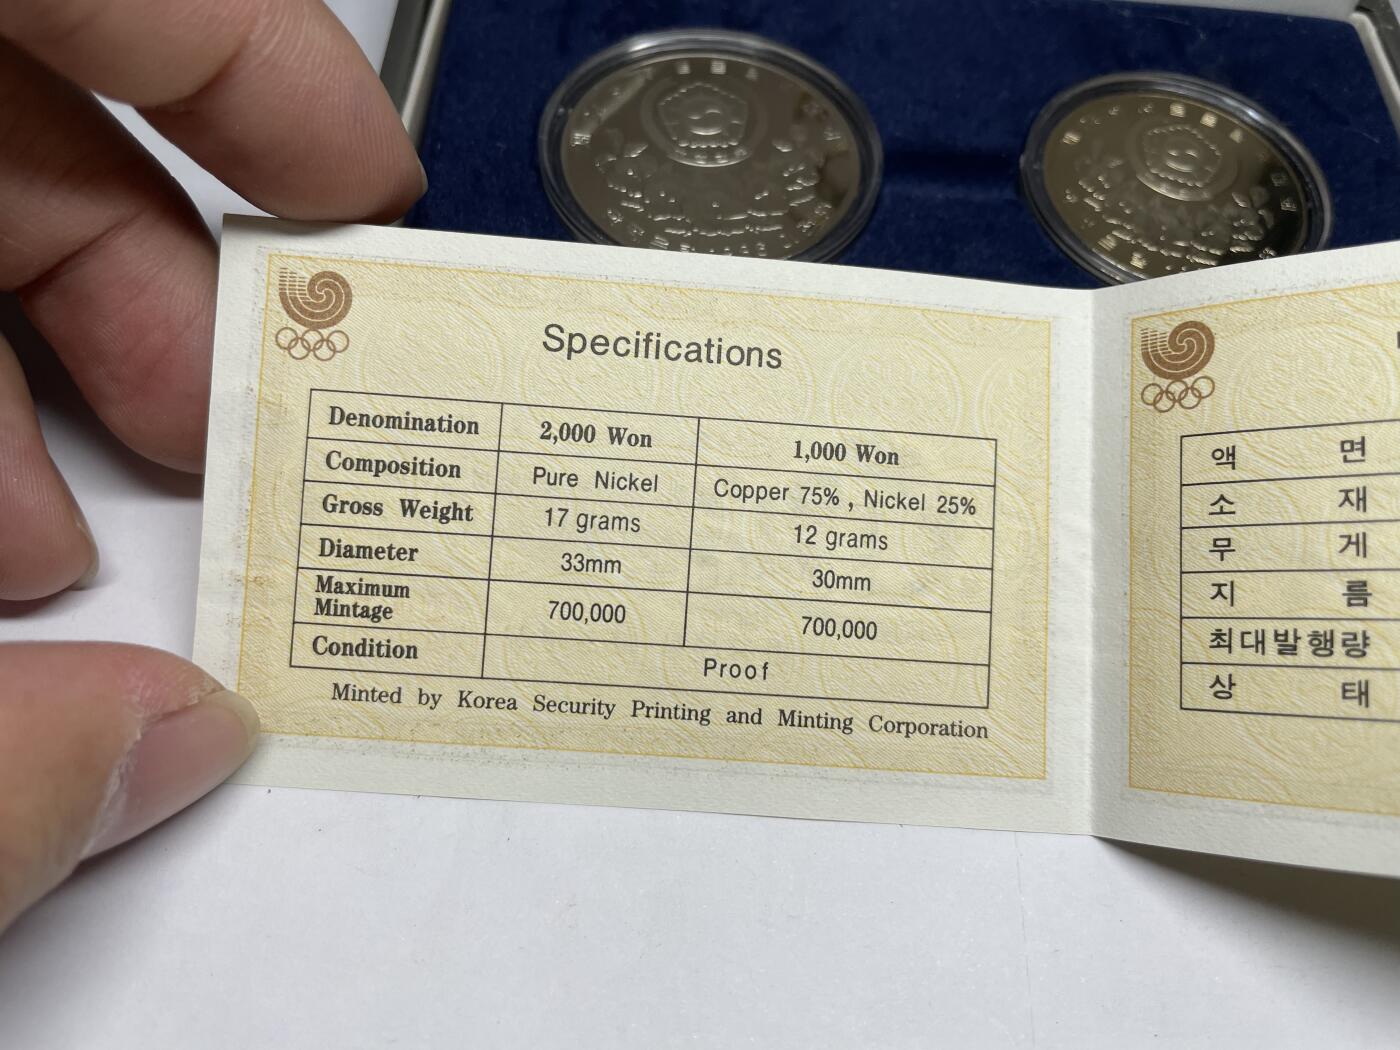 Specifications
Denomination 2,000 Won 1,000 Won
Composition Pure Nickel Copper 75% , Nickel 25%
Gross Weight 17 grams 12 grams
Diameter 33mm 30mm
Maximum Mintage 700,000 700,000
Condition Proof
Minted by Korea Security Printing and Minting Corporation
액 면
소 재
무 게
지 름
최대발행량
상 태